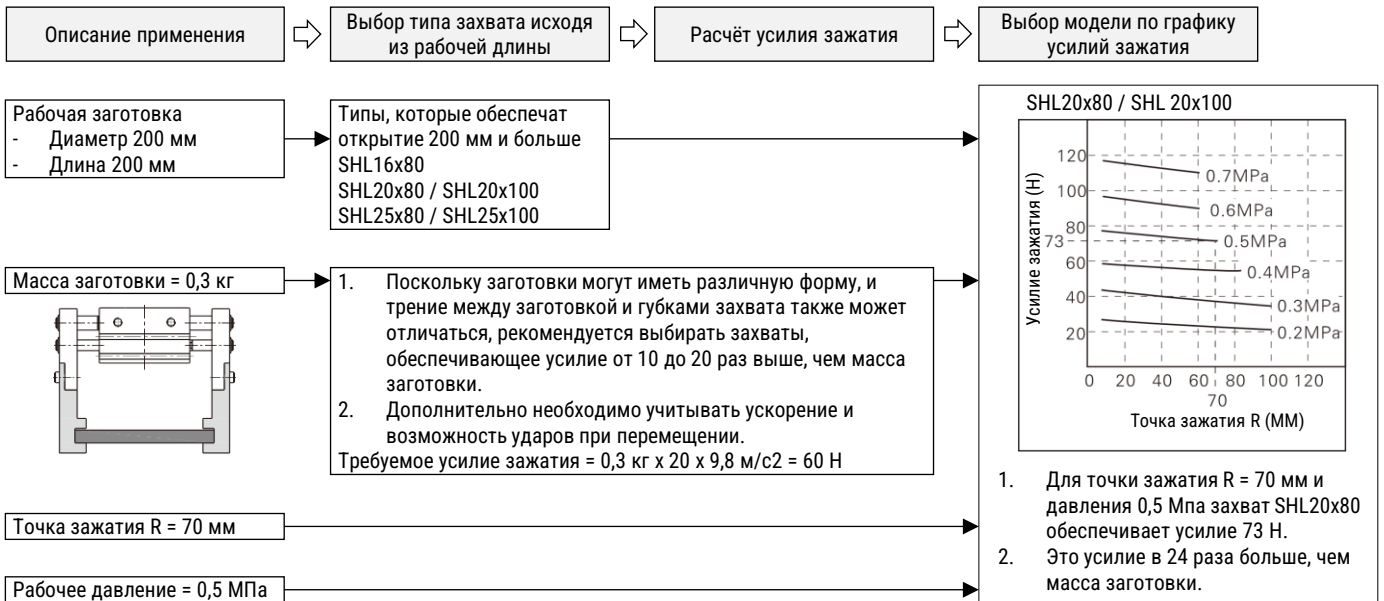 Описание применения
Выбор типа захвата исходя
из рабочей длины
Расчёт усилия зажатия
Выбор модели по графику
усилий зажатия
Рабочая заготовка
- Диаметр 200 мм
- Длина 200 мм
Типы, которые обеспечат
открытие 200 мм и больше
SHL16x80
SHL20x80 / SHL20x100
SHL25x80 / SHL25x100
Масса заготовки = 0,3 кг
1. Поскольку заготовки могут иметь различную форму, и
трение между заготовкой и губками захвата также может
отличаться, рекомендуется выбирать захваты,
обеспечивающее усилие от 10 до 20 раз выше, чем масса
заготовки.
2. Дополнительно необходимо учитывать ускорение и
возможность ударов при перемещении.
Требуемое усилие зажатия = 0,3 кг x 20 x 9,8 м/с2 = 60 Н
Точка зажатия R = 70 мм
Рабочее давление = 0,5 МПа
SHL20x80 / SHL 20x100
Усилие зажатия (Н)
120
100
80
73
60
40
20
0.7MPa
0.6MPa
0.5MPa
0.4MPa
0.3MPa
0.2MPa
0 20 40 60 80 100 120
70
Точка зажатия R (ММ)
1. Для точки зажатия R = 70 мм и
давления 0,5 Мпа захват SHL20x80
обеспечивает усилие 73 Н.
2. Это усилие в 24 раза больше, чем
масса заготовки.